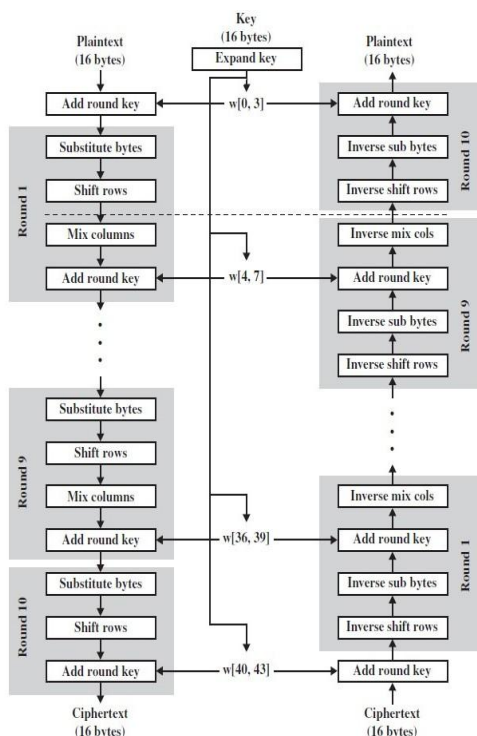 Plaintext
(16 bytes)
Add round key
Round 1
Substitute bytes
Shift rows
Mix columns
Add round key
Round 9
Substitute bytes
Shift rows
Mix columns
Add round key
Round 10
Substitute bytes
Shift rows
Add round key
Ciphertext
(16 bytes)
Key
(16 bytes)
Expand key
w[0, 3]
w[4, 7]
w[36, 39]
w[40, 43]
Plaintext
(16 bytes)
Add round key
Inverse sub bytes
Inverse shift rows
Round 10
Inverse mix cols
Add round key
Inverse sub bytes
Inverse shift rows
Round 9
Inverse mix cols
Add round key
Inverse sub bytes
Inverse shift rows
Round 1
Add round key
Ciphertext
(16 bytes)